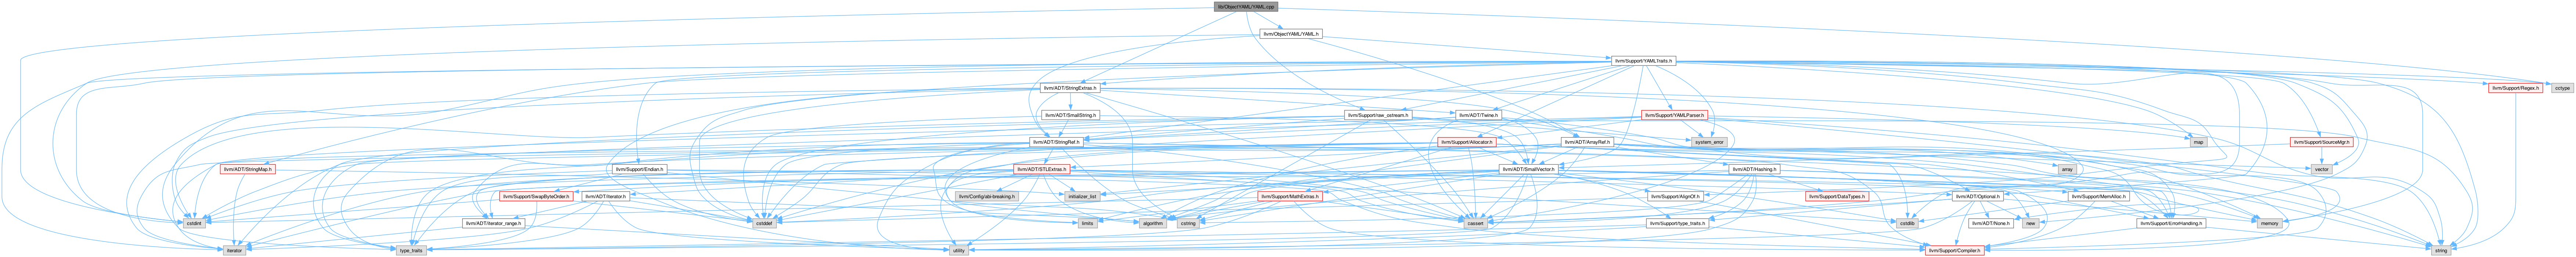 lib/ObjectYAML/YAML.cpp
llvm/ObjectYAML/YAML.h
llvm/Support/YAMLTraits.h
llvm/ADT/StringExtras.h
llvm/Support/Regex.h
cctype
llvm/ADT/SmallString.h
llvm/Support/raw_ostream.h
llvm/ADT/Twine.h
llvm/Support/YAMLParser.h
llvm/ADT/StringRef.h
llvm/Support/Allocator.h
llvm/ADT/ArrayRef.h
system_error
map
llvm/Support/SourceMgr.h
llvm/ADT/StringMap.h
llvm/Support/Endian.h
llvm/ADT/STLExtras.h
llvm/ADT/SmallVector.h
llvm/ADT/Hashing.h
array
vector
llvm/Support/SwapByteOrder.h
llvm/ADT/iterator.h
llvm/Config/abi-breaking.h
initializer_list
llvm/Support/MathExtras.h
llvm/Support/AlignOf.h
llvm/Support/DataTypes.h
llvm/ADT/Optional.h
llvm/Support/MemAlloc.h
cstdint
llvm/ADT/iterator_range.h
cstddef
limits
algorithm
cstring
cassert
llvm/Support/type_traits.h
cstdlib
llvm/ADT/None.h
new
llvm/Support/ErrorHandling.h
memory
iterator
type_traits
utility
llvm/Support/Compiler.h
string